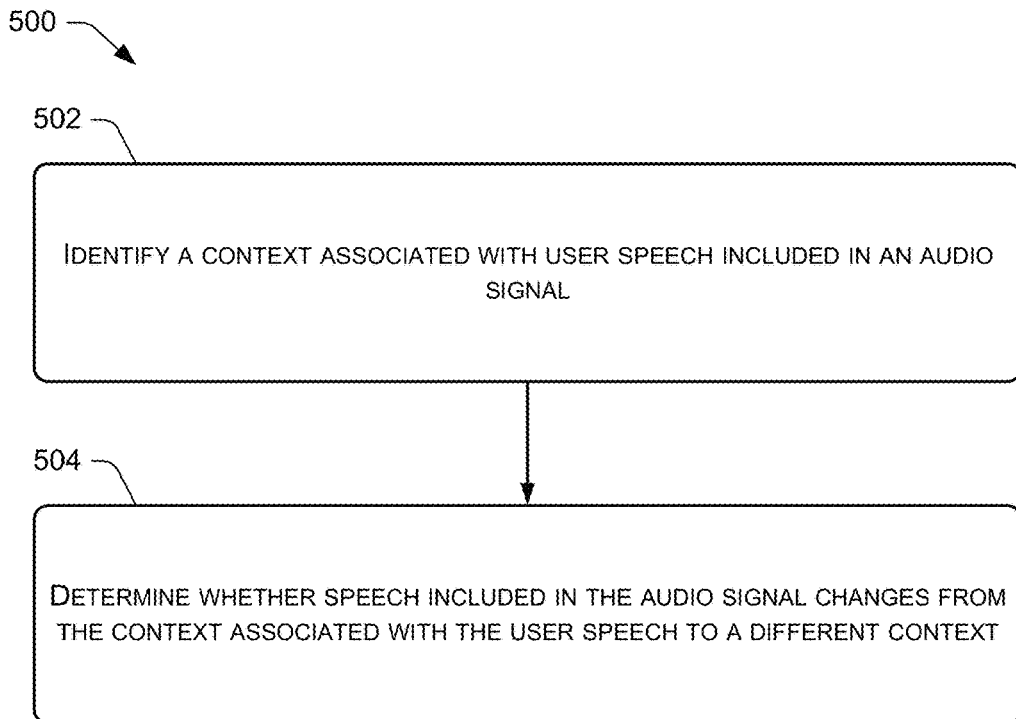 500
502
IDENTIFY A CONTEXT ASSOCIATED WITH USER SPEECH INCLUDED IN AN AUDIO
SIGNAL
504
DETERMINE WHETHER SPEECH INCLUDED IN THE AUDIO SIGNAL CHANGES FROM
THE CONTEXT ASSOCIATED WITH THE USER SPEECH TO A DIFFERENT CONTEXT